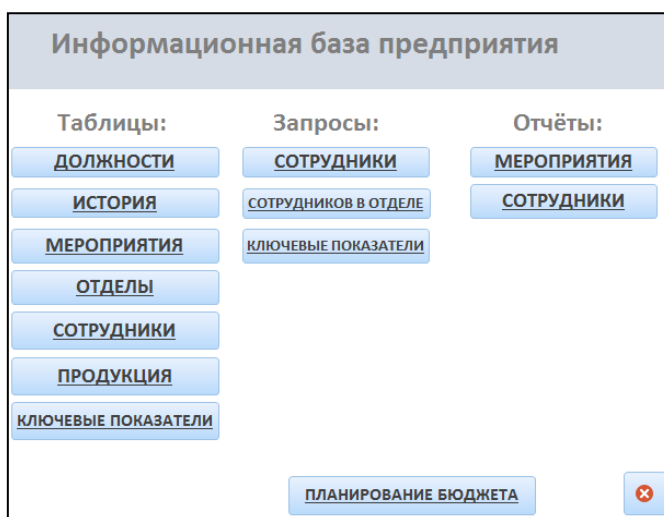 Информационная база предприятия
Таблицы:
ДОЛЖНОСТИ
ИСТОРИЯ
МЕРОПРИЯТИЯ
ОТДЕЛЫ
СОТРУДНИКИ
ПРОДУКЦИЯ
КЛЮЧЕВЫЕ ПОКАЗАТЕЛИ
Запросы:
СОТРУДНИКИ
СОТРУДНИКОВ В ОТДЕЛЕ
КЛЮЧЕВЫЕ ПОКАЗАТЕЛИ
Отчёты:
МЕРОПРИЯТИЯ
СОТРУДНИКИ
ПЛАНИРОВАНИЕ БЮДЖЕТА